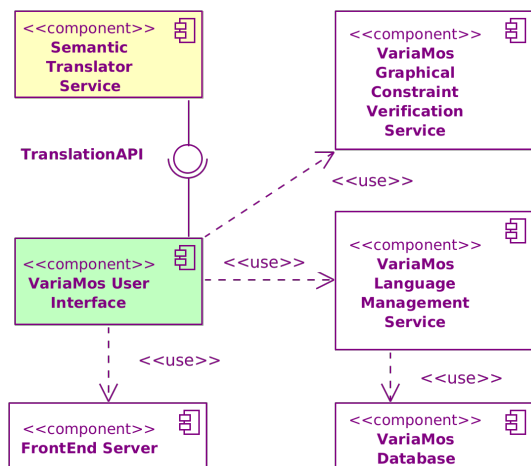 <<component>>
Semantic
Translator
Service
<<component>>
VariaMos
Graphical
Constraint
Verification
Service
TranslationAPI
<<use>>
<<component>>
VariaMos User
Interface
<<use>>
<<component>>
VariaMos
Language
Management
Service
<<use>>
<<use>>
<<component>>
FrontEnd Server
<<component>>
VariaMos
Database